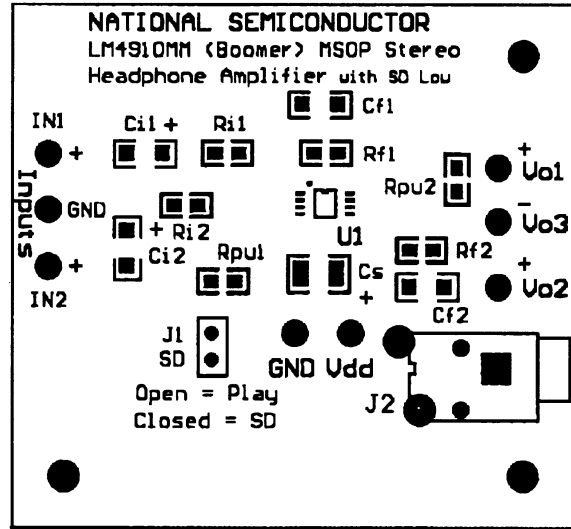 NATIONAL SEMICONDUCTOR
LM4910MM (Boomer) MSOP Stereo
Headphone Amplifier with SD Low
Cf1
IN1
Ci1 +
Ri1
+
Rf1
+
Vo1
Rpu2
Inputs
GND
Ri2
+
Ci2
U1
-
Vo3
Rf2
+
IN2
Rpu1
Cs
+
+
Vo2
Cf2
J1
SD
GND Vdd
J2
Open = Play
Closed = SD